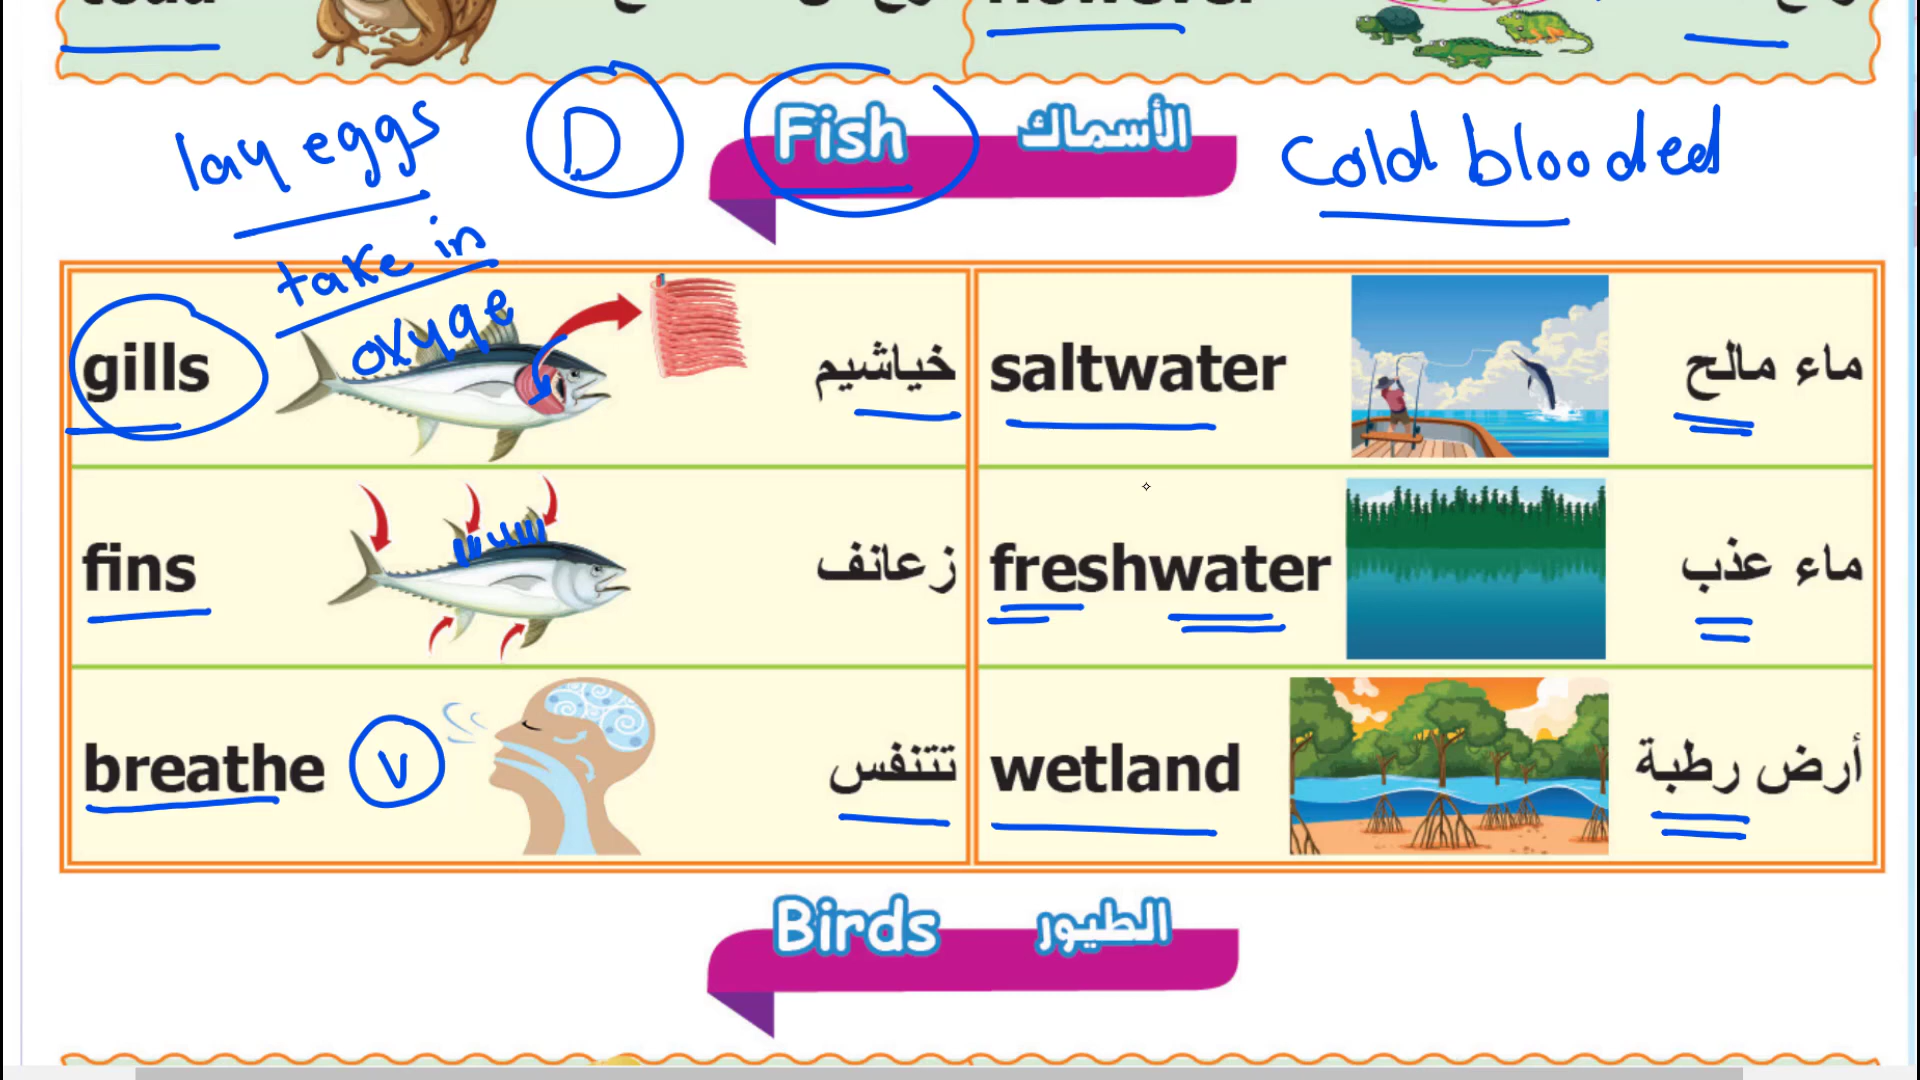 lay eggs
D
Fish الأسماك
cold blooded
take in
oxyge
gills خياشيم
saltwater ماء مالح
fins زعانف
freshwater ماء عذب
breathe V تتنفس
wetland أرض رطبة
Birds الطيور